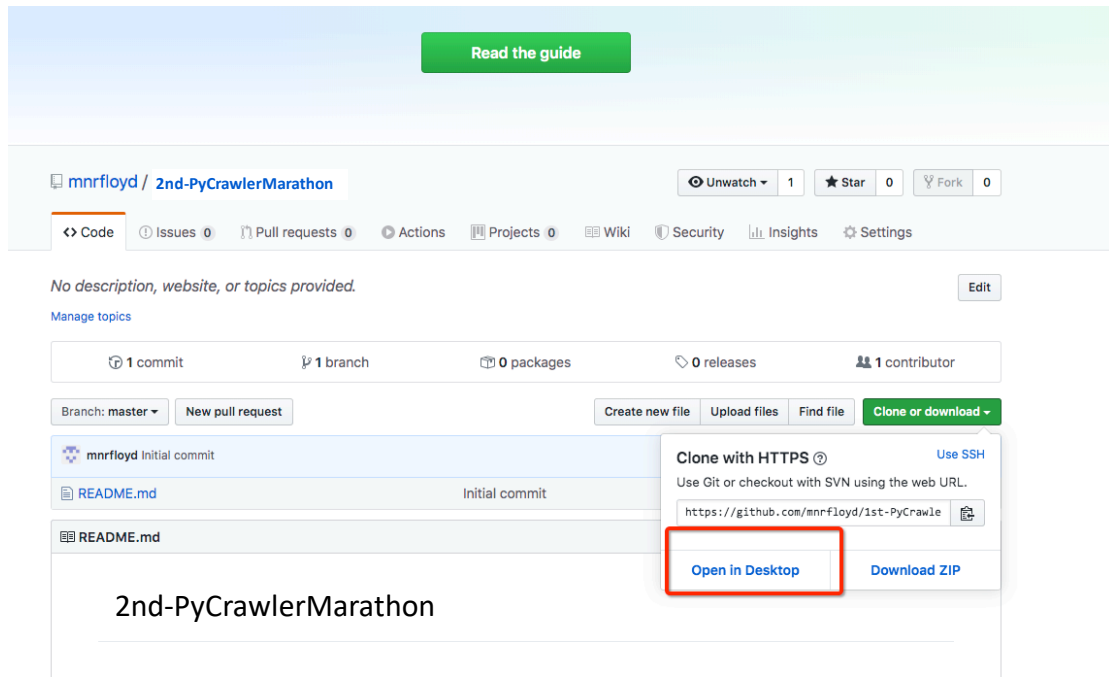 Read the guide
mnrfloyd / 2nd-PyCrawlerMarathon
Unwatch 1 Star 0 Fork 0
Code Issues 0 Pull requests 0 Actions Projects 0 Wiki Security Insights Settings
No description, website, or topics provided. Edit
Manage topics
1 commit 1 branch 0 packages 0 releases 1 contributor
Branch: master New pull request Create new file Upload files Find file Clone or download
mnrfloyd Initial commit
Clone with HTTPS Use SSH
Use Git or checkout with SVN using the web URL.
README.md Initial commit
https://github.com/mnrfloyd/1st-PyCrawle
README.md
Open in Desktop Download ZIP
2nd-PyCrawlerMarathon